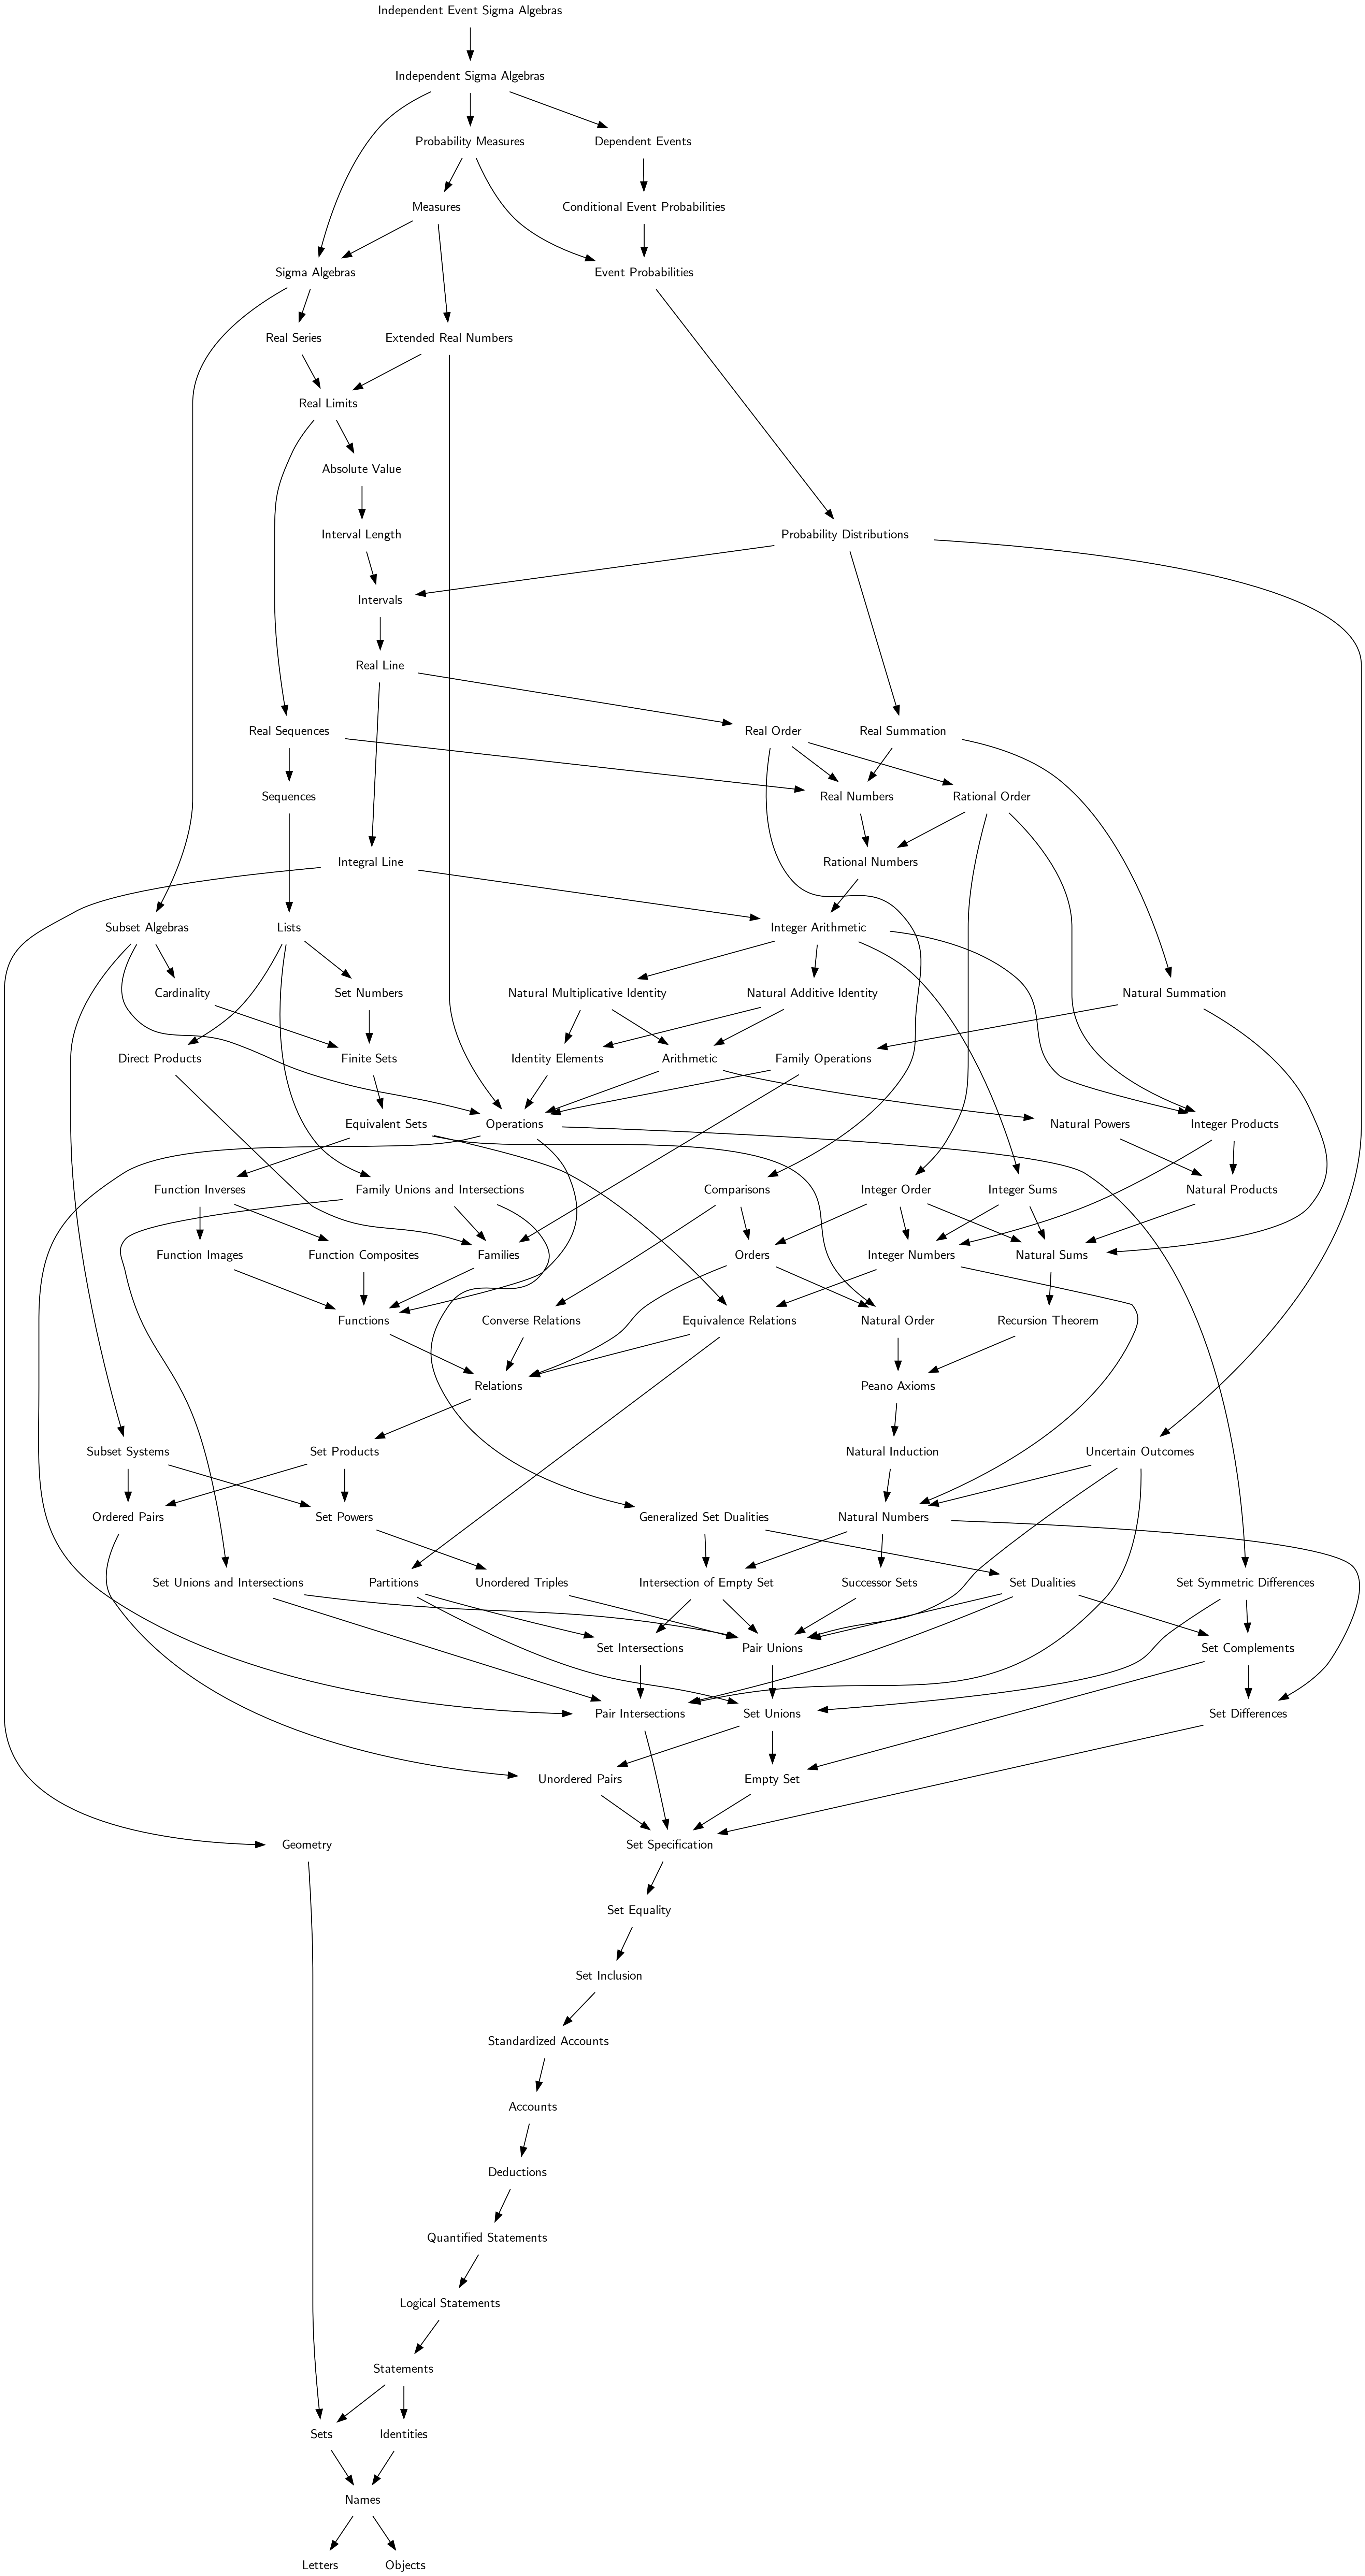 Independent Event Sigma Algebras
Independent Sigma Algebras
Probability Measures
Dependent Events
Measures
Conditional Event Probabilities
Sigma Algebras
Event Probabilities
Real Series
Extended Real Numbers
Real Limits
Absolute Value
Interval Length
Probability Distributions
Intervals
Real Line
Real Sequences
Real Order
Real Summation
Sequences
Real Numbers
Rational Order
Integral Line
Rational Numbers
Subset Algebras
Lists
Integer Arithmetic
Cardinality
Set Numbers
Natural Multiplicative Identity
Natural Additive Identity
Natural Summation
Direct Products
Finite Sets
Identity Elements
Arithmetic
Family Operations
Equivalent Sets
Operations
Natural Powers
Integer Products
Function Inverses
Family Unions and Intersections
Comparisons
Integer Order
Integer Sums
Natural Products
Function Images
Function Composites
Families
Orders
Integer Numbers
Natural Sums
Functions
Converse Relations
Equivalence Relations
Natural Order
Recursion Theorem
Relations
Peano Axioms
Subset Systems
Set Products
Natural Induction
Uncertain Outcomes
Ordered Pairs
Set Powers
Generalized Set Dualities
Natural Numbers
Set Unions and Intersections
Partitions
Unordered Triples
Intersection of Empty Set
Successor Sets
Set Dualities
Set Symmetric Differences
Set Intersections
Pair Unions
Set Complements
Pair Intersections
Set Unions
Set Differences
Unordered Pairs
Empty Set
Geometry
Set Specification
Set Equality
Set Inclusion
Standardized Accounts
Accounts
Deductions
Quantified Statements
Logical Statements
Statements
Sets
Identities
Names
Letters
Objects